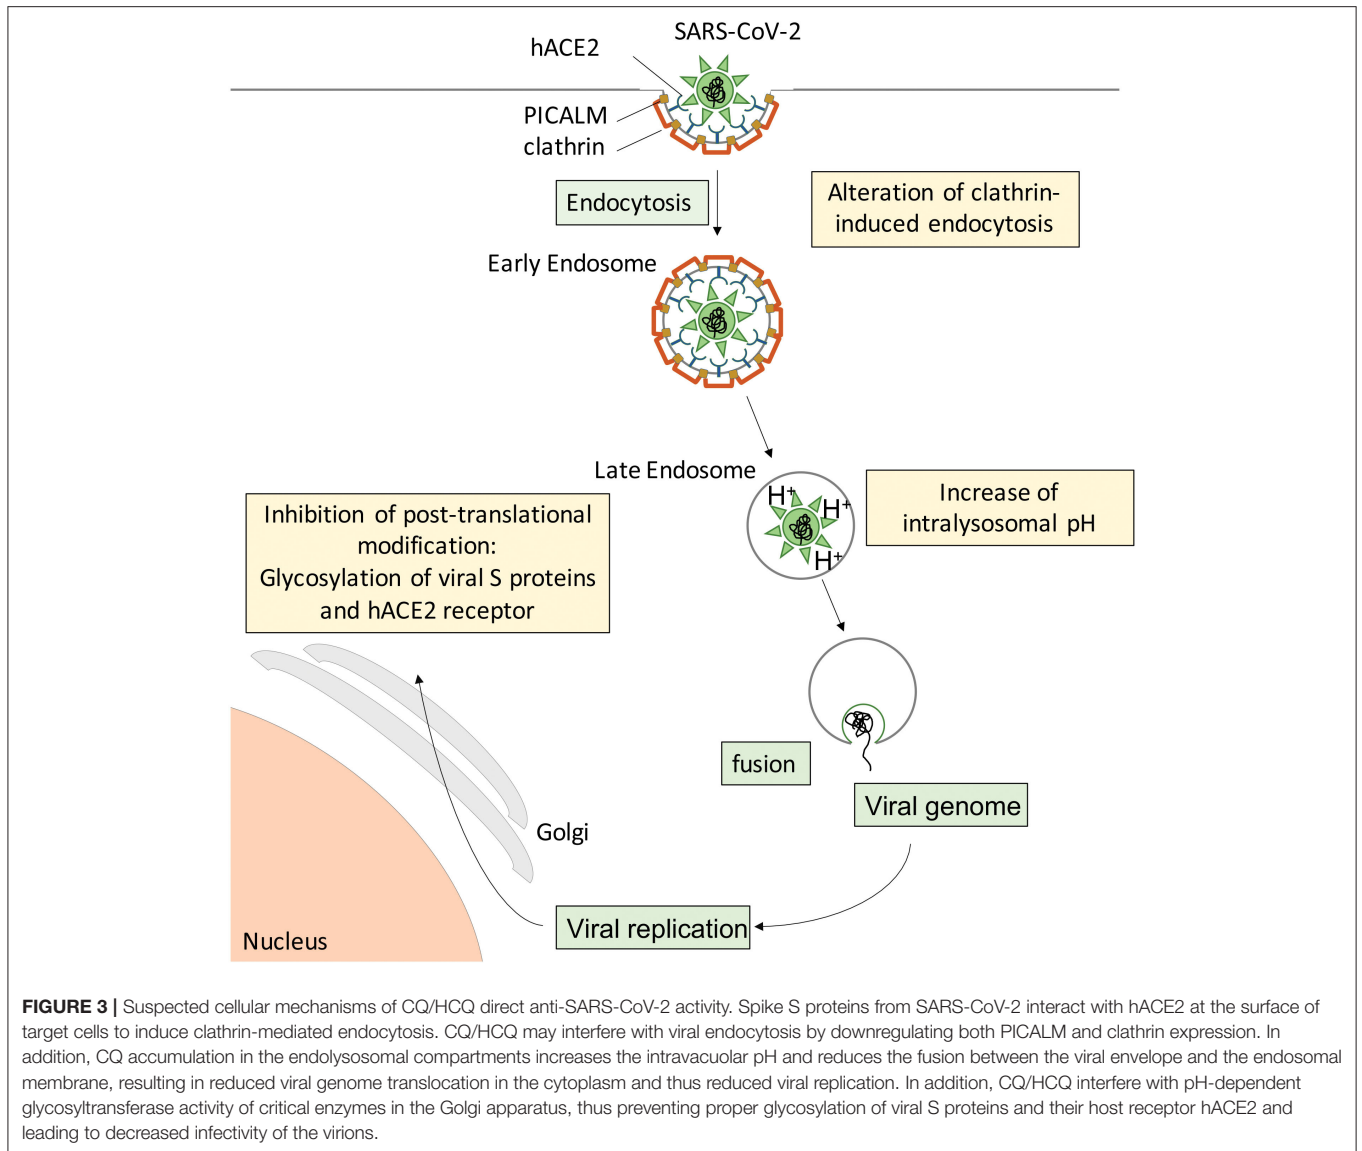 SARS-CoV-2
hACE2
PICALM
clathrin
Endocytosis
Alteration of clathrin-
induced endocytosis
Early Endosome
Late Endosome
H+
H+
H+
Increase of
intralysosomal pH
Inhibition of post-translational
modification:
Glycosylation of viral S proteins
and hACE2 receptor
fusion
Viral genome
Golgi
Viral replication
Nucleus
FIGURE 3 | Suspected cellular mechanisms of CQ/HCQ direct anti-SARS-CoV-2 activity. Spike S proteins from SARS-CoV-2 interact with hACE2 at the surface of
target cells to induce clathrin-mediated endocytosis. CQ/HCQ may interfere with viral endocytosis by downregulating both PICALM and clathrin expression. In
addition, CQ accumulation in the endolysosomal compartments increases the intravacuolar pH and reduces the fusion between the viral envelope and the endosomal
membrane, resulting in reduced viral genome translocation in the cytoplasm and thus reduced viral replication. In addition, CQ/HCQ interfere with pH-dependent
glycosyltransferase activity of critical enzymes in the Golgi apparatus, thus preventing proper glycosylation of viral S proteins and their host receptor hACE2 and
leading to decreased infectivity of the virions.